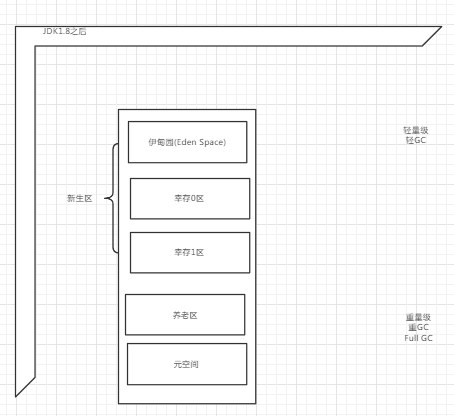 JDK1.8之后
伊甸园(Eden Space)
轻量级
轻GC
新生区
幸存0区
幸存1区
养老区
重量级
重GC
Full GC
元空间